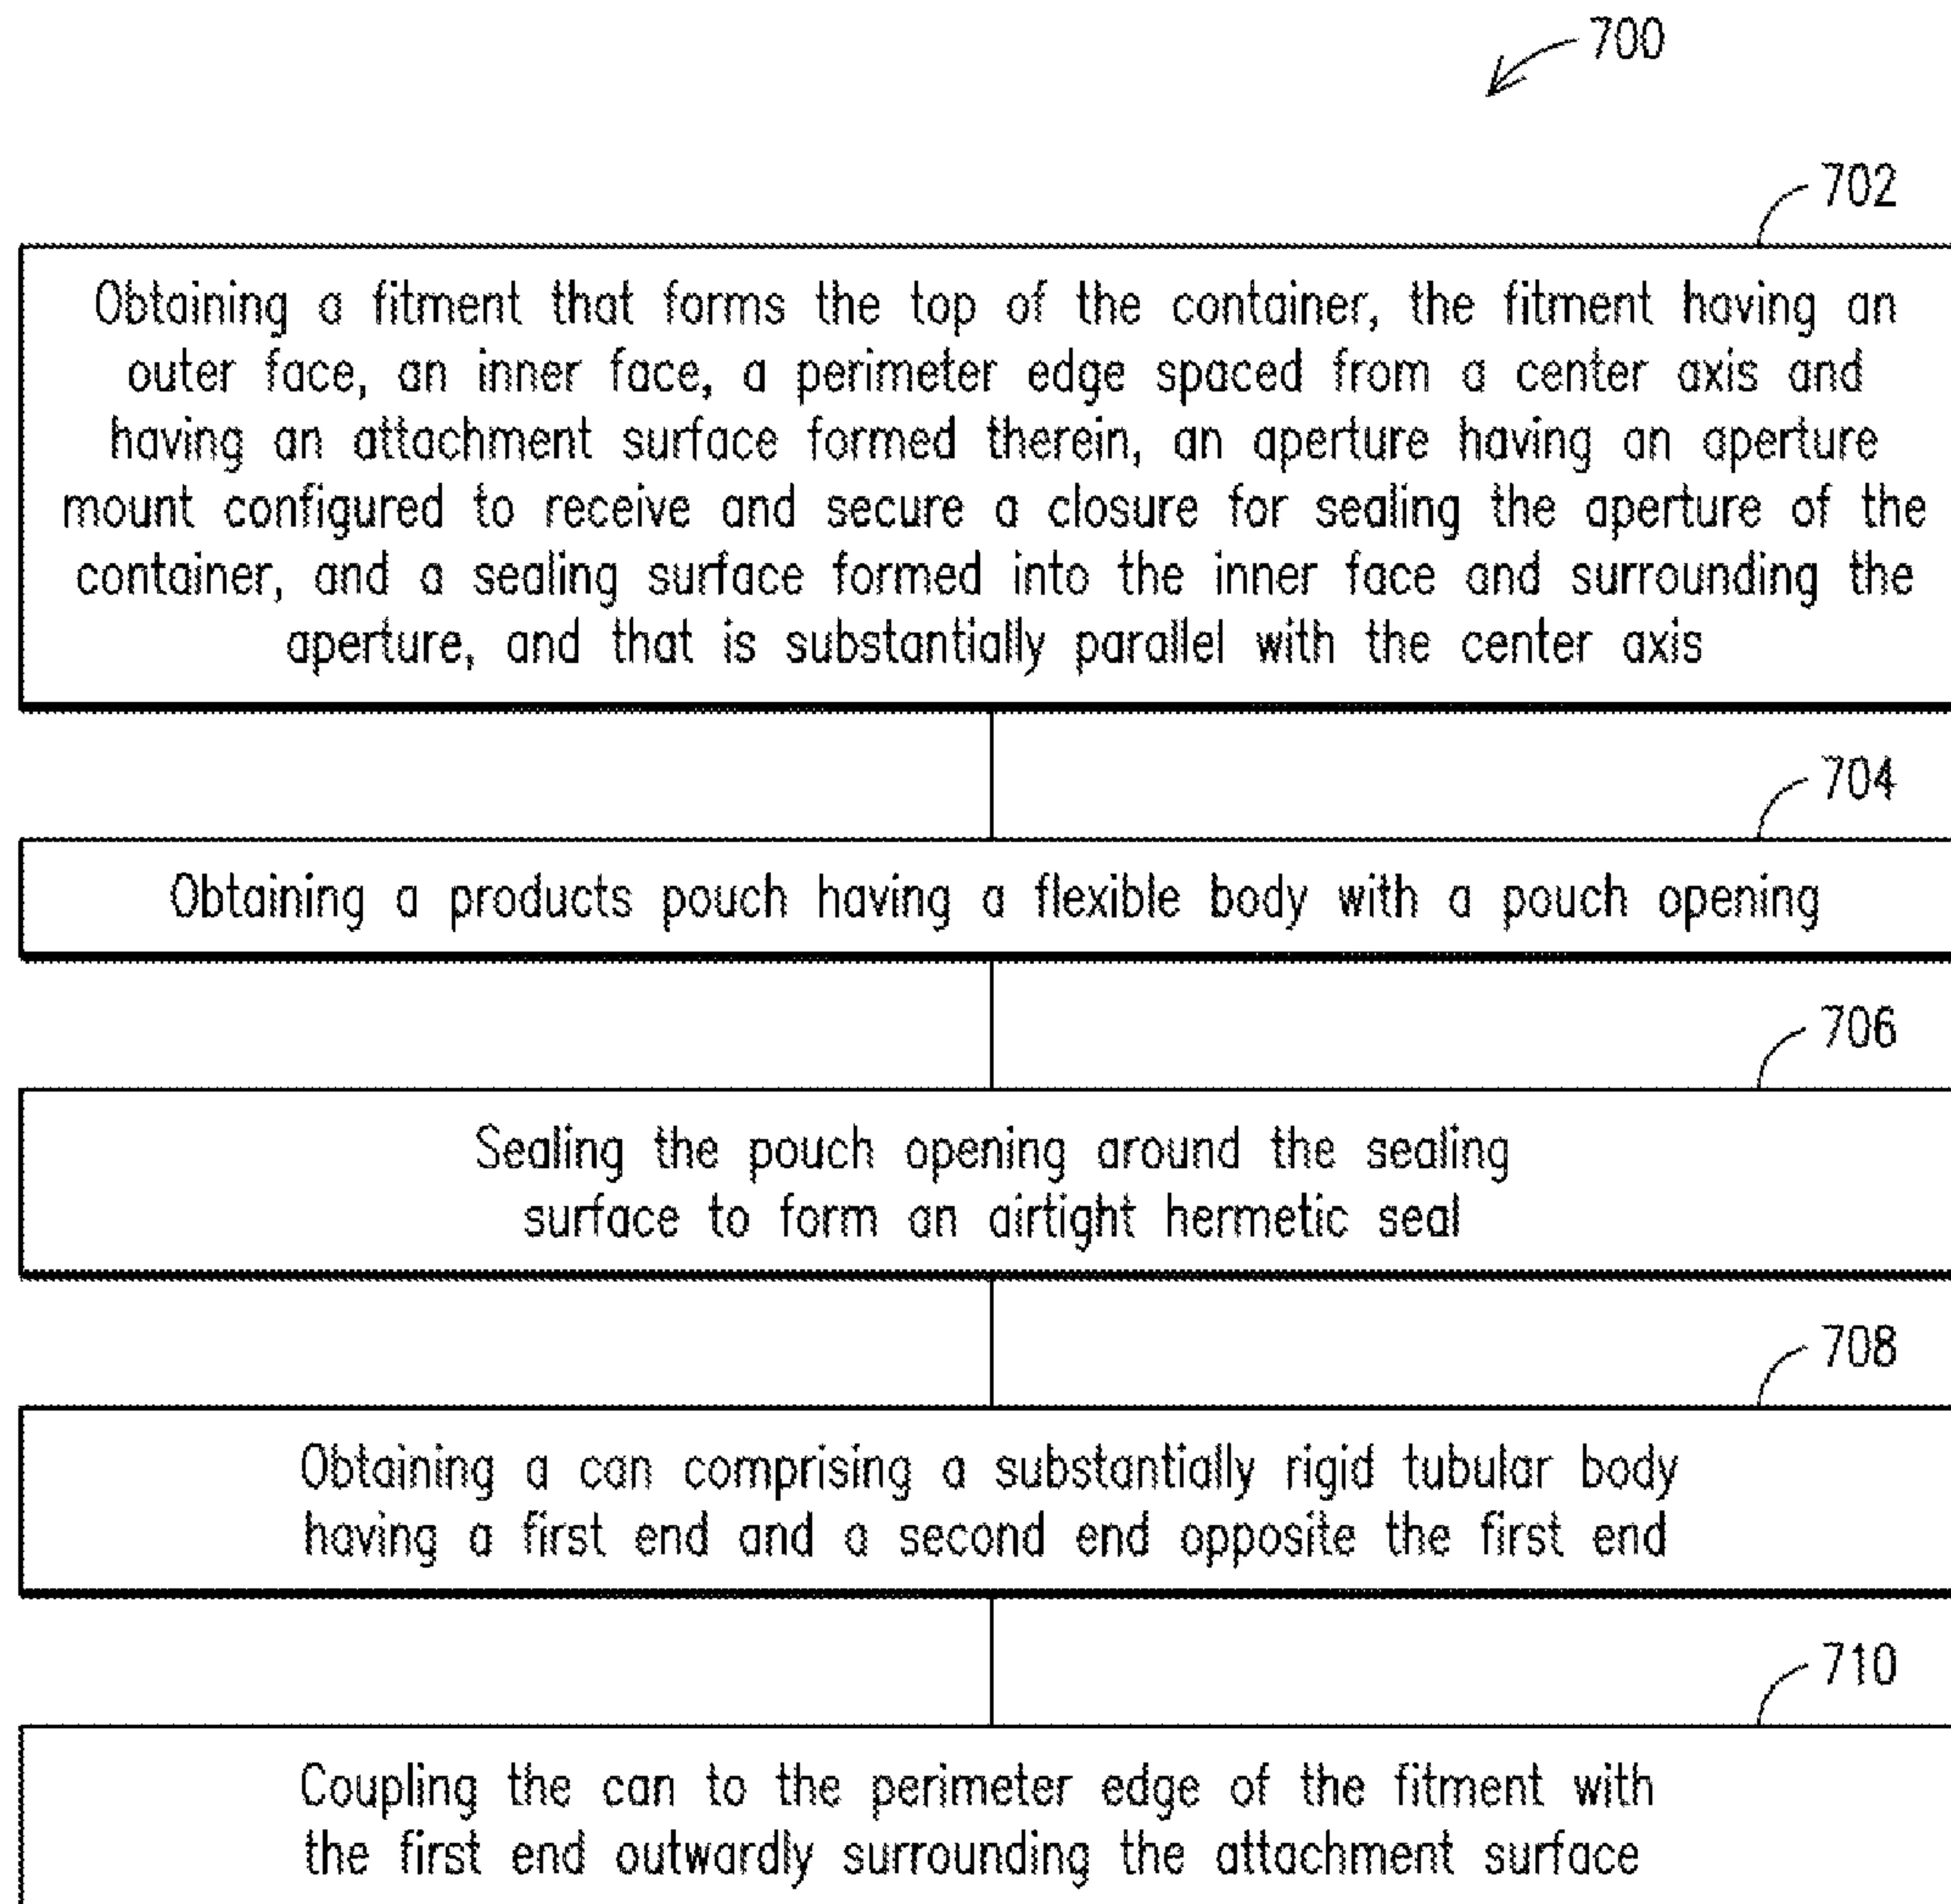 700
702
Obtaining a fitment that forms the top of the container, the fitment having an
outer face, an inner face, a perimeter edge spaced from a center axis and
having an attachment surface formed therein, an aperture having an aperture
mount configured to receive and secure a closure for sealing the aperture of the
container, and a sealing surface formed into the inner face and surrounding the
aperture, and that is substantially parallel with the center axis
704
Obtaining a products pouch having a flexible body with a pouch opening
706
Sealing the pouch opening around the sealing
surface to form an airtight hermetic seal
708
Obtaining a can comprising a substantially rigid tubular body
having a first end and a second end opposite the first end
710
Coupling the can to the perimeter edge of the fitment with
the first end outwardly surrounding the attachment surface